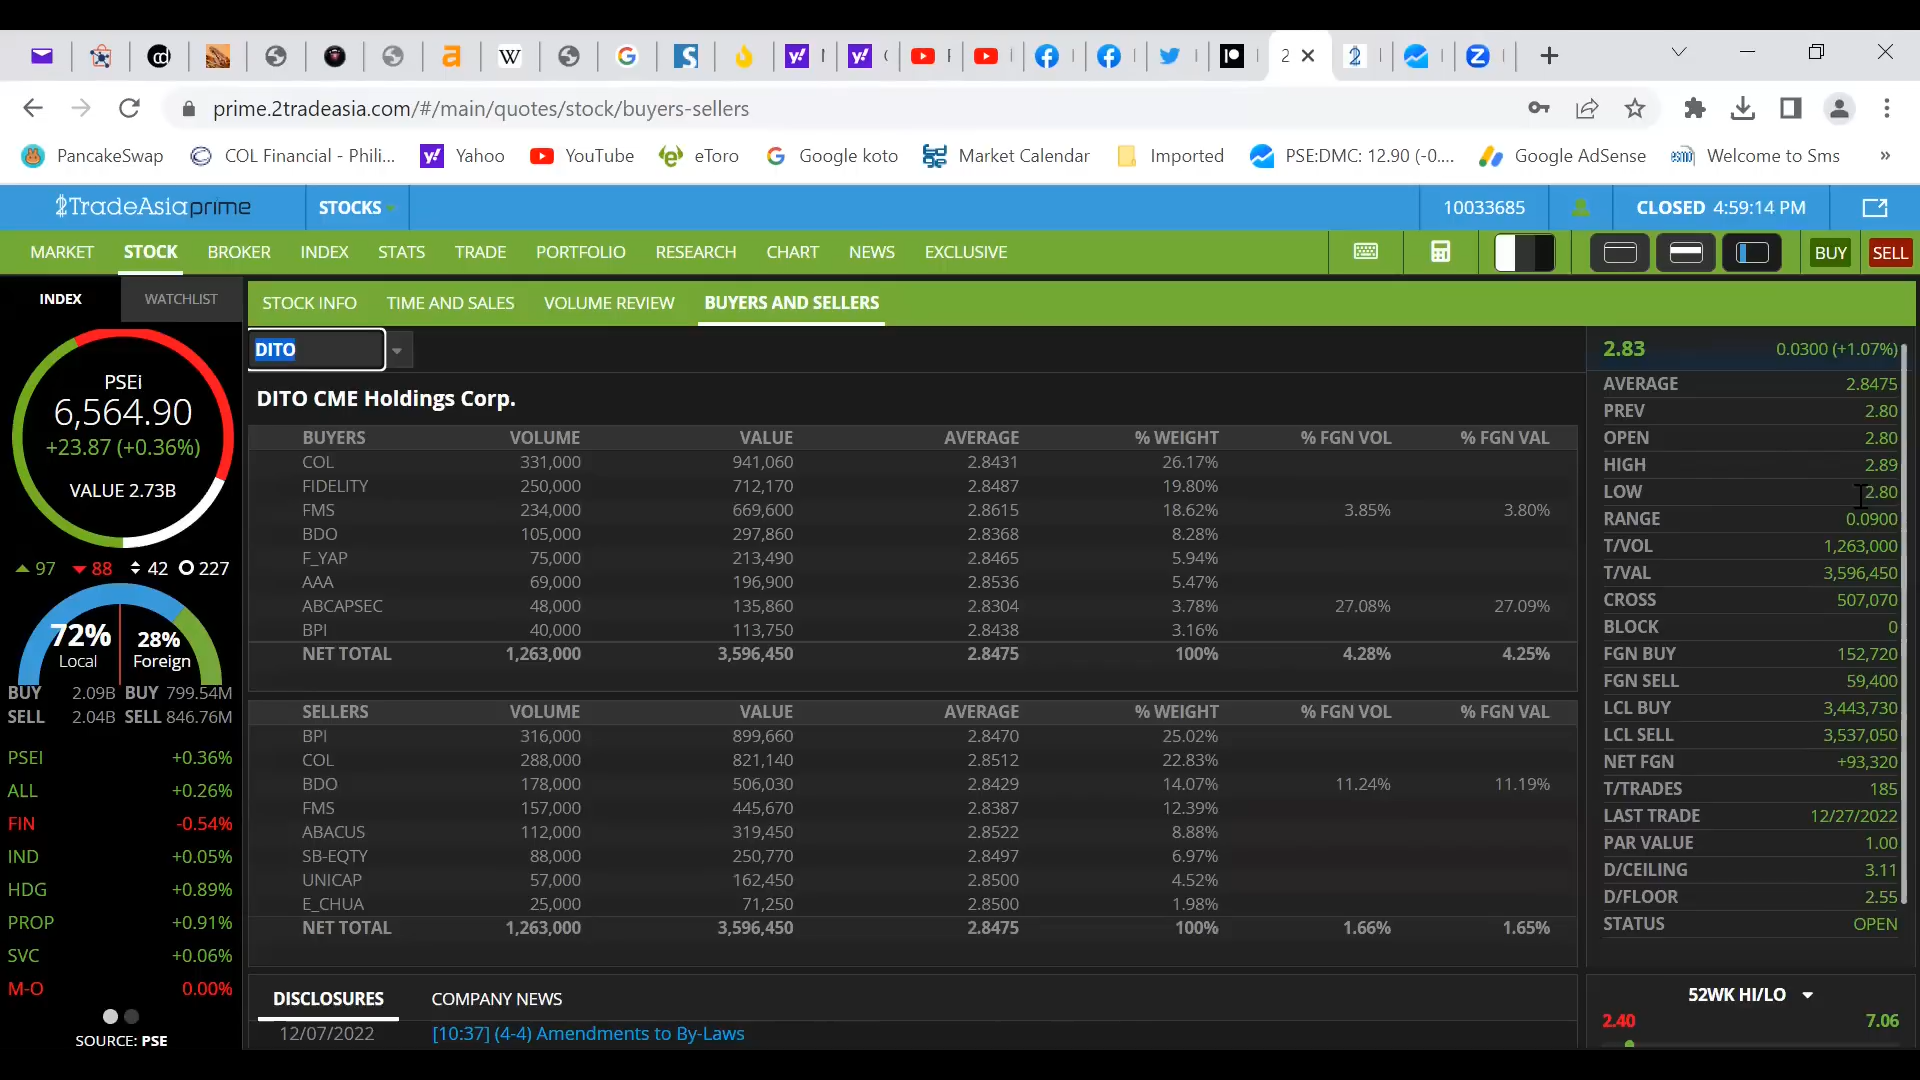 2
prime.2tradeasia.com/#/main/quotes/stock/buyers-sellers
PancakeSwap COL Financial - Phili... Yahoo YouTube eToro Google koto Market Calendar Imported PSE:DMC: 12.90 (-0.... Google AdSense Welcome to Sms »
2TradeAsiaprime STOCKS 10033685 CLOSED 4:59:14 PM
MARKET STOCK BROKER INDEX STATS TRADE PORTFOLIO RESEARCH CHART NEWS EXCLUSIVE BUY SELL
INDEX WATCHLIST
STOCK INFO TIME AND SALES VOLUME REVIEW BUYERS AND SELLERS
PSEi
6,564.90
+23.87 (+0.36%)
VALUE 2.73B
97 88 42 227
72% Local 28% Foreign
BUY 2.09B BUY 799.54M
SELL 2.04B SELL 846.76M
PSEI +0.36%
ALL +0.26%
FIN -0.54%
IND +0.05%
HDG +0.89%
PROP +0.91%
SVC +0.06%
M-O 0.00%
SOURCE: PSE
DITO
DITO CME Holdings Corp.
BUYERS VOLUME VALUE AVERAGE % WEIGHT % FGN VOL % FGN VAL
COL 331,000 941,060 2.8431 26.17%
FIDELITY 250,000 712,170 2.8487 19.80%
FMS 234,000 669,600 2.8615 18.62% 3.85% 3.80%
BDO 105,000 297,860 2.8368 8.28%
F_YAP 75,000 213,490 2.8465 5.94%
AAA 69,000 196,900 2.8536 5.47%
ABCAPSEC 48,000 135,860 2.8304 3.78% 27.08% 27.09%
BPI 40,000 113,750 2.8438 3.16%
NET TOTAL 1,263,000 3,596,450 2.8475 100% 4.28% 4.25%
SELLERS VOLUME VALUE AVERAGE % WEIGHT % FGN VOL % FGN VAL
BPI 316,000 899,660 2.8470 25.02%
COL 288,000 821,140 2.8512 22.83%
BDO 178,000 506,030 2.8429 14.07% 11.24% 11.19%
FMS 157,000 445,670 2.8387 12.39%
ABACUS 112,000 319,450 2.8522 8.88%
SB-EQTY 88,000 250,770 2.8497 6.97%
UNICAP 57,000 162,450 2.8500 4.52%
E_CHUA 25,000 71,250 2.8500 1.98%
NET TOTAL 1,263,000 3,596,450 2.8475 100% 1.66% 1.65%
DISCLOSURES COMPANY NEWS
12/07/2022 [10:37] (4-4) Amendments to By-Laws
2.83 0.0300 (+1.07%)
AVERAGE 2.8475
PREV 2.80
OPEN 2.80
HIGH 2.89
LOW 2.80
RANGE 0.0900
T/VOL 1,263,000
T/VAL 3,596,450
CROSS 507,070
BLOCK 0
FGN BUY 152,720
FGN SELL 59,400
LCL BUY 3,443,730
LCL SELL 3,537,050
NET FGN +93,320
T/TRADES 185
LAST TRADE 12/27/2022
PAR VALUE 1.00
D/CEILING 3.11
D/FLOOR 2.55
STATUS OPEN
52WK HI/LO
2.40 7.06